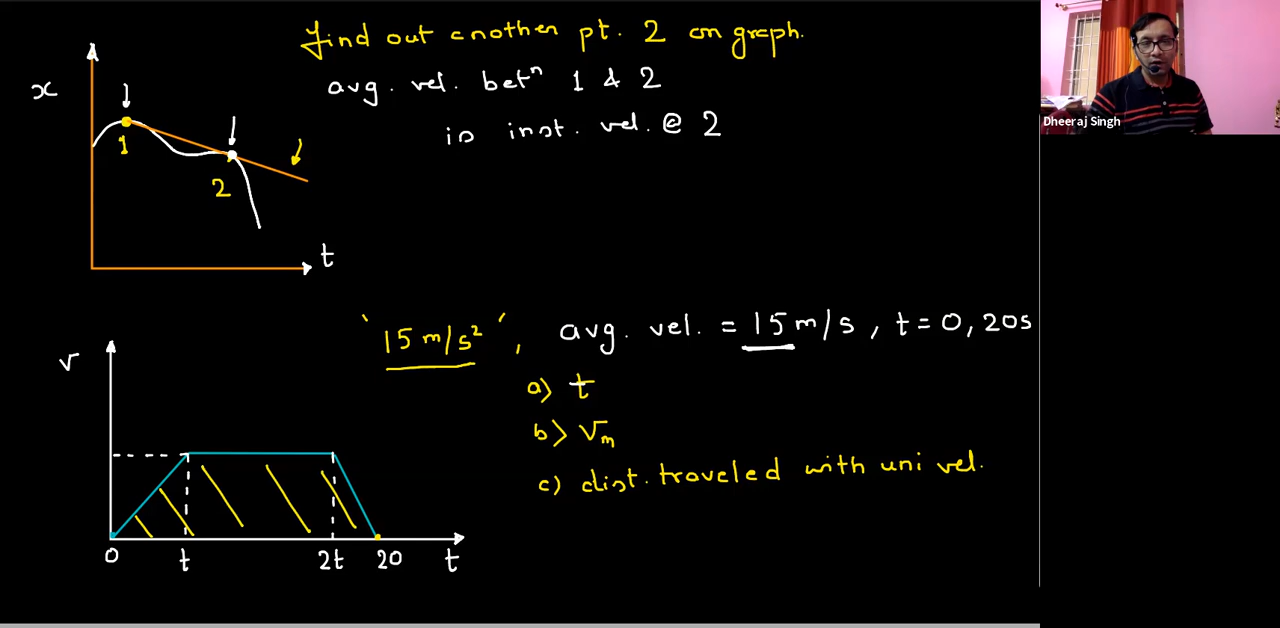 find out another pt. 2 on graph.
avg. vel. betⁿ 1 & 2
is inst. vel. @ 2
x
1
2
t
Dheeraj Singh
'15 m/s²', avg. vel. = 15 m/s, t = 0, 20s
a) t
b) vₘ
c) dist. traveled with uni vel.
v
0 t 2t 20 t